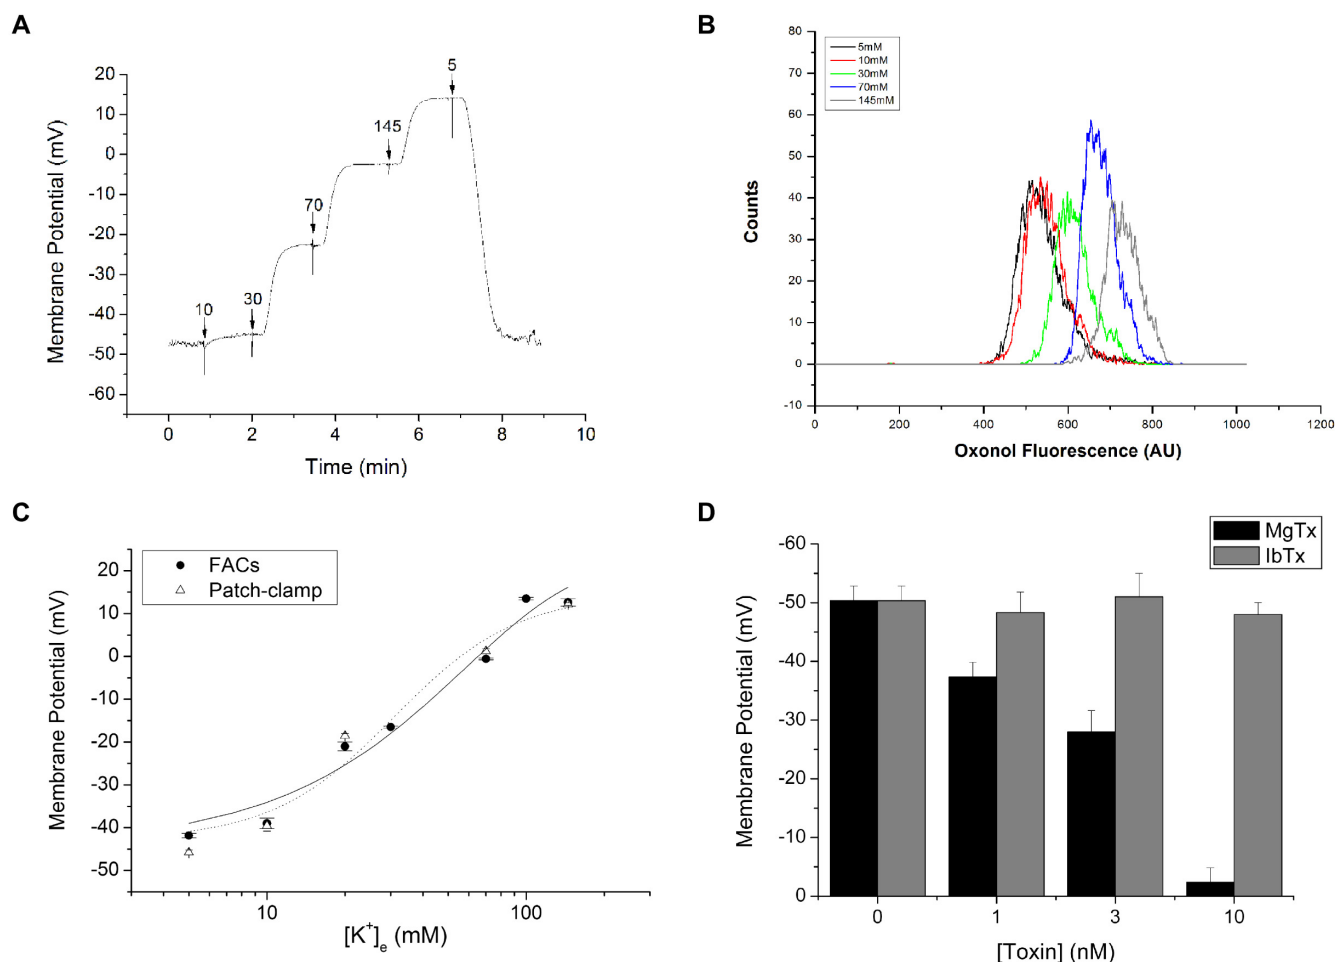 A
Membrane Potential (mV)
20
10
0
-10
-20
-30
-40
-50
-60
10
30
70
145
5
0
2
4
6
8
10
Time (min)
B
Counts
80
70
60
50
40
30
20
10
0
-10
5mM
10mM
30mM
70mM
145mM
0
200
400
600
800
1000
1200
Oxonol Fluorescence (AU)
C
Membrane Potential (mV)
20
10
0
-10
-20
-30
-40
-50
FACs
Patch-clamp
10
100
[K⁺]ₑ (mM)
D
MgTx
IbTx
Membrane Potential (mV)
-60
-50
-40
-30
-20
-10
0
0
1
3
10
[Toxin] (nM)